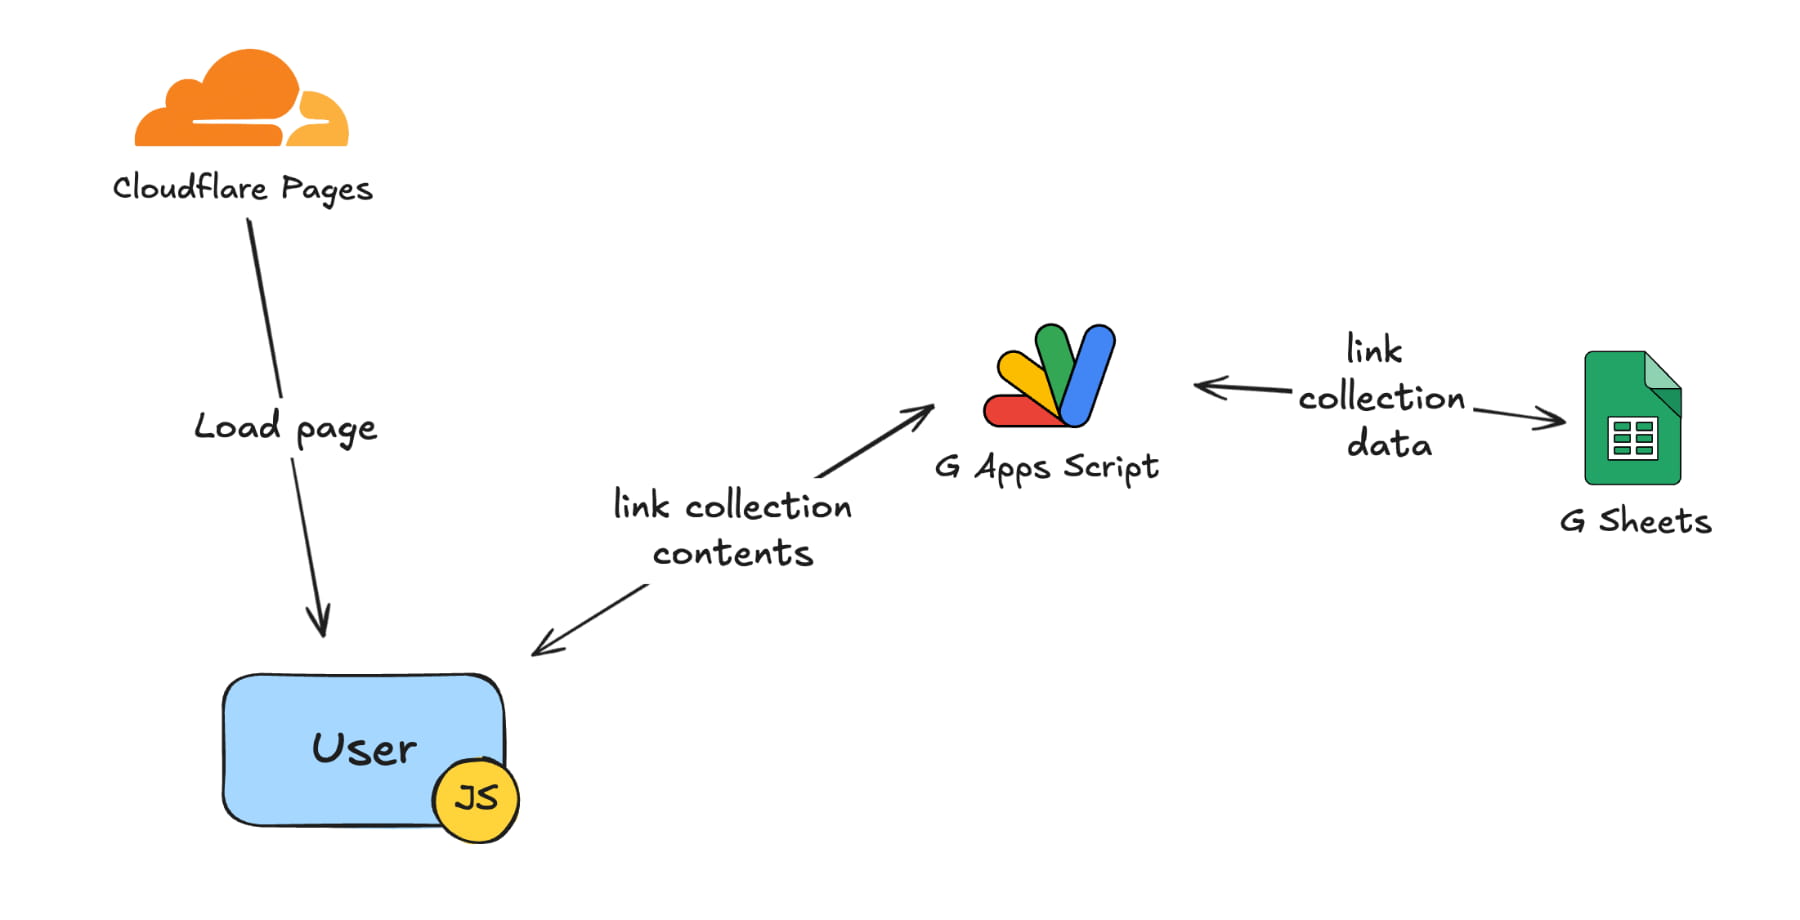 Cloudflare Pages
Load page
link collection
contents
G Apps Script
link
collection
data
G Sheets
User
JS